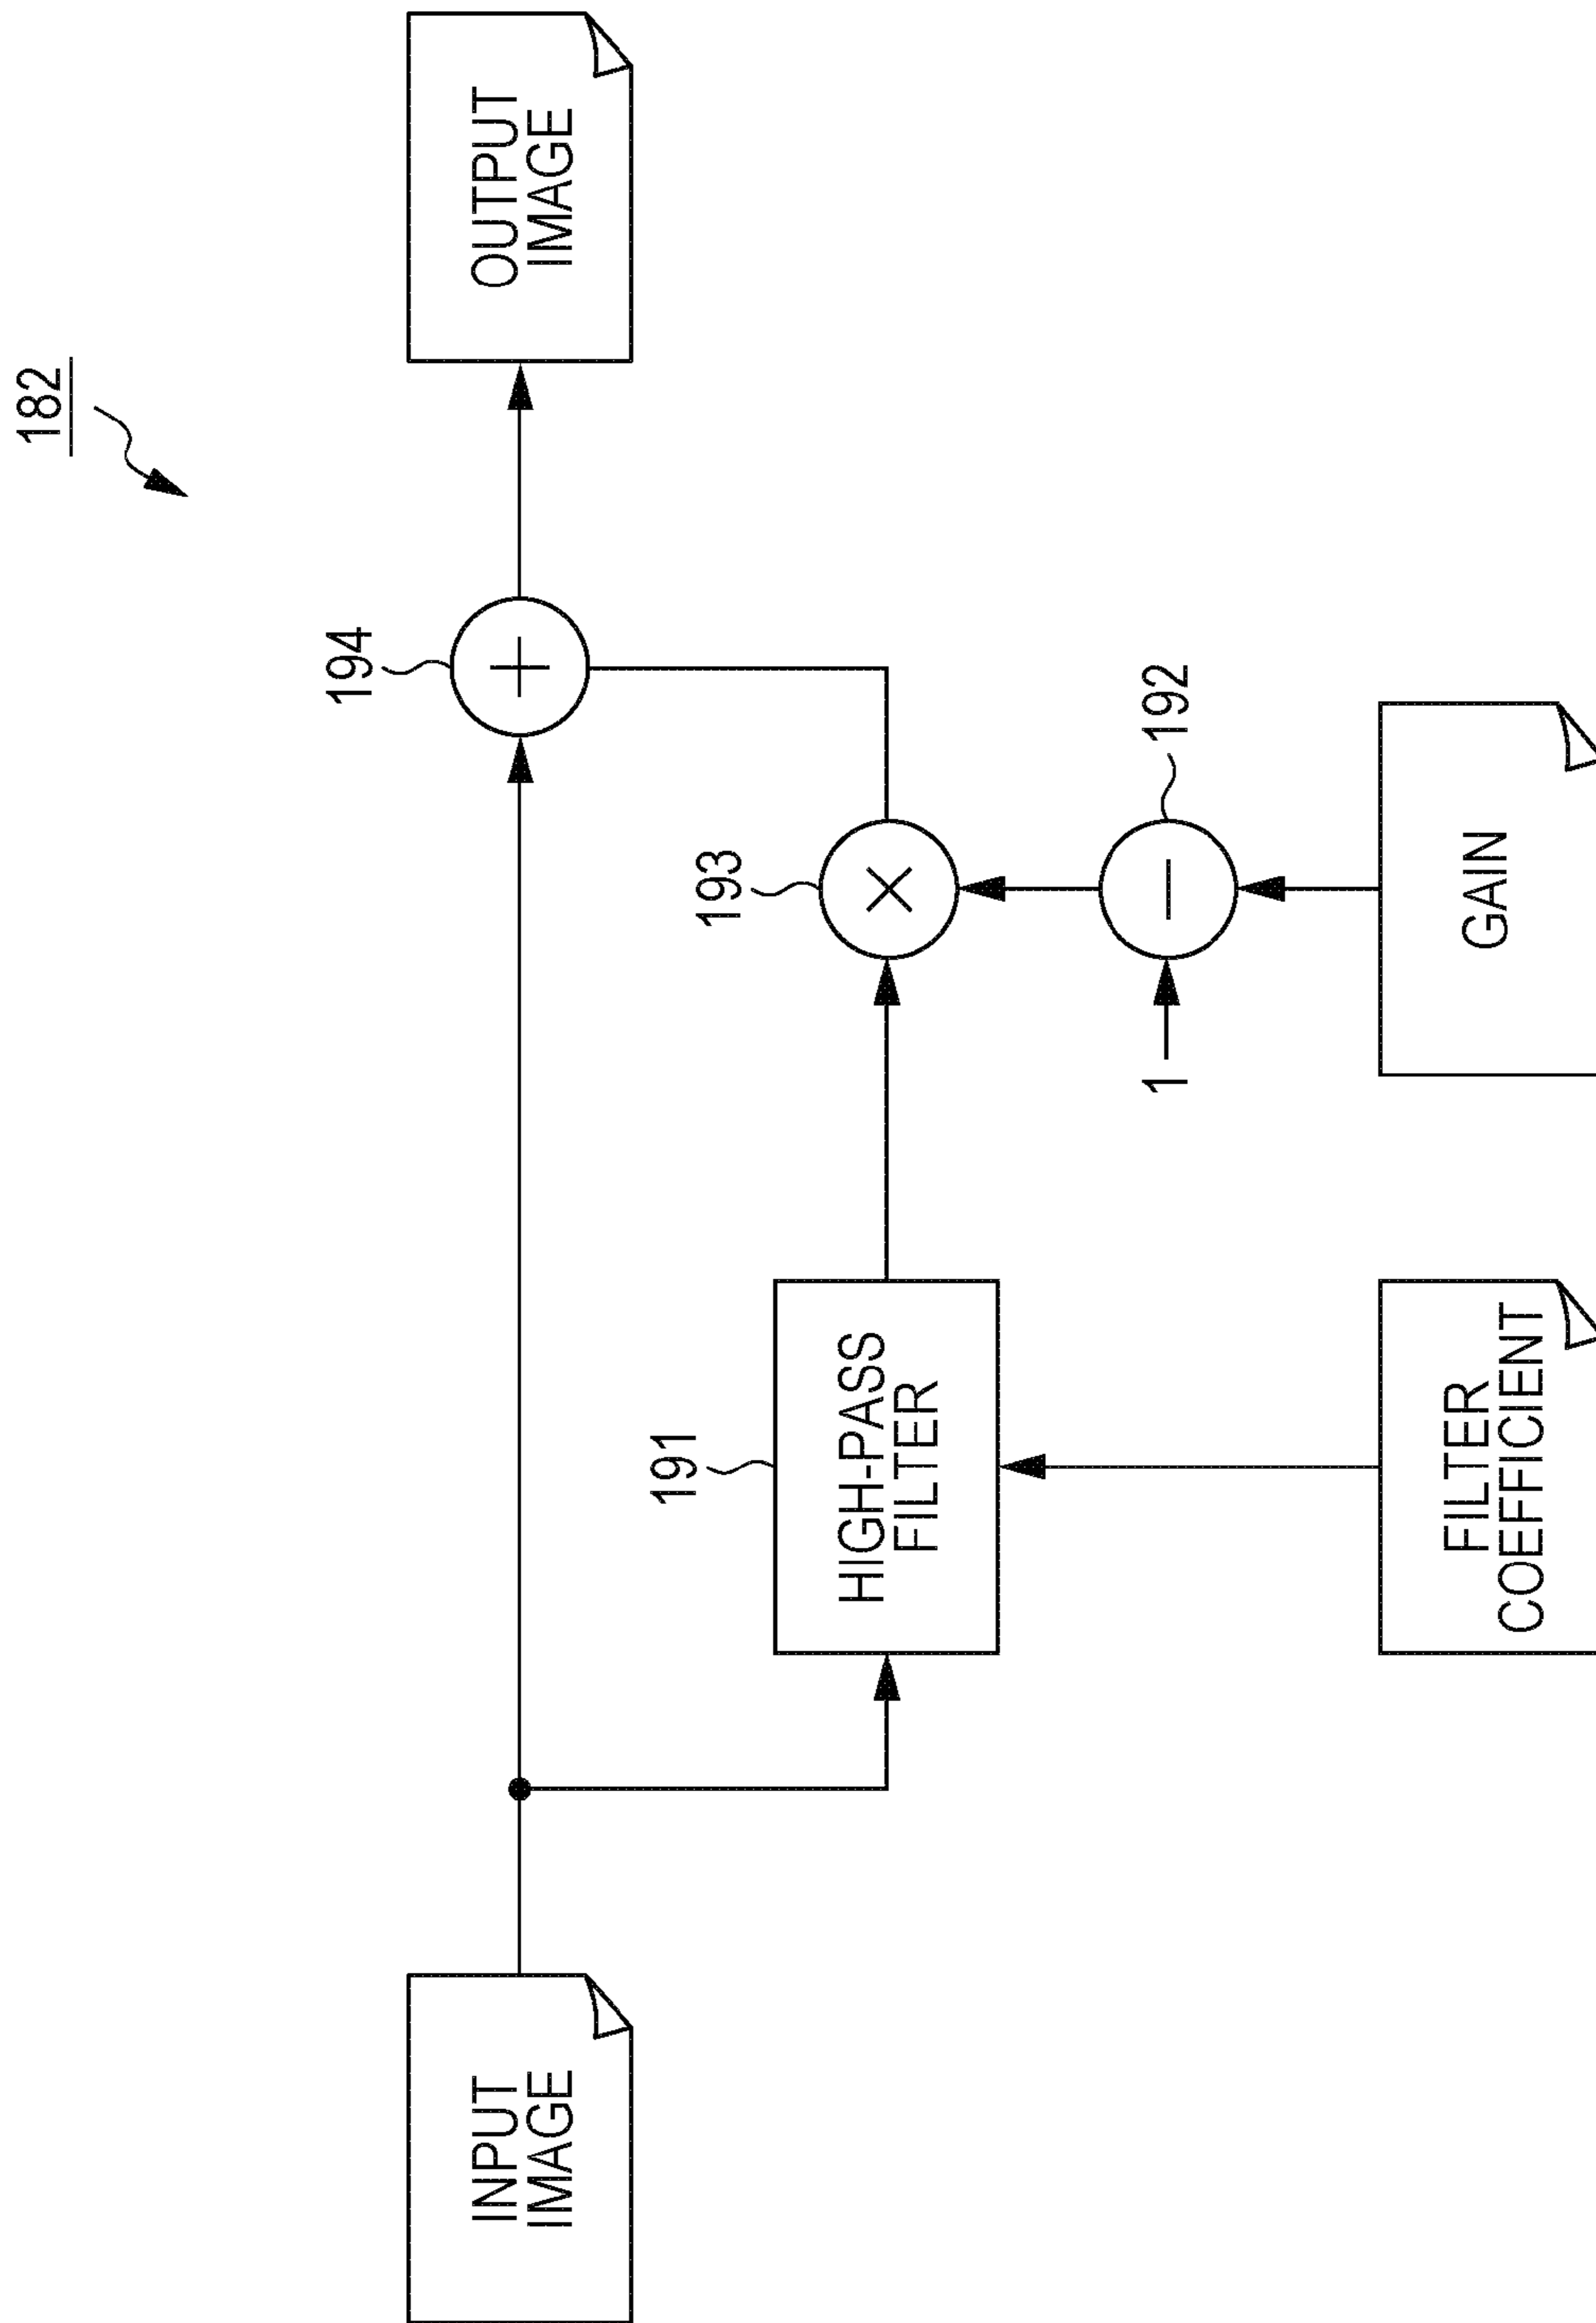 182
INPUT
IMAGE
194
OUTPUT
IMAGE
191
HIGH-PASS
FILTER
193
×
+
1
−
192
FILTER
COEFFICIENT
GAIN